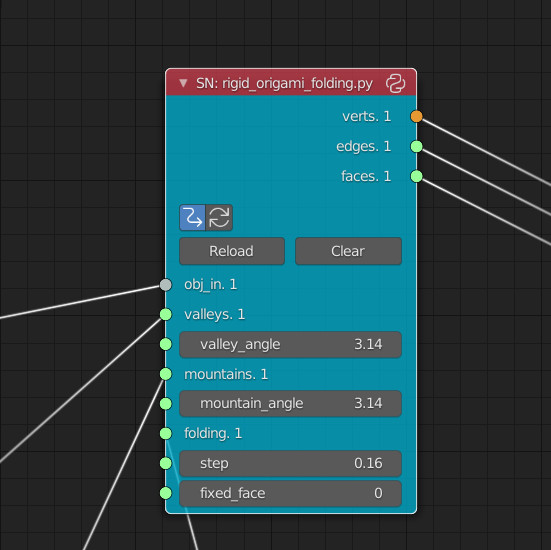 SN: rigid_origami_folding.py
verts. 1
edges. 1
faces. 1
Reload Clear
obj_in. 1
valleys. 1
valley_angle 3.14
mountains. 1
mountain_angle 3.14
folding. 1
step 0.16
fixed_face 0